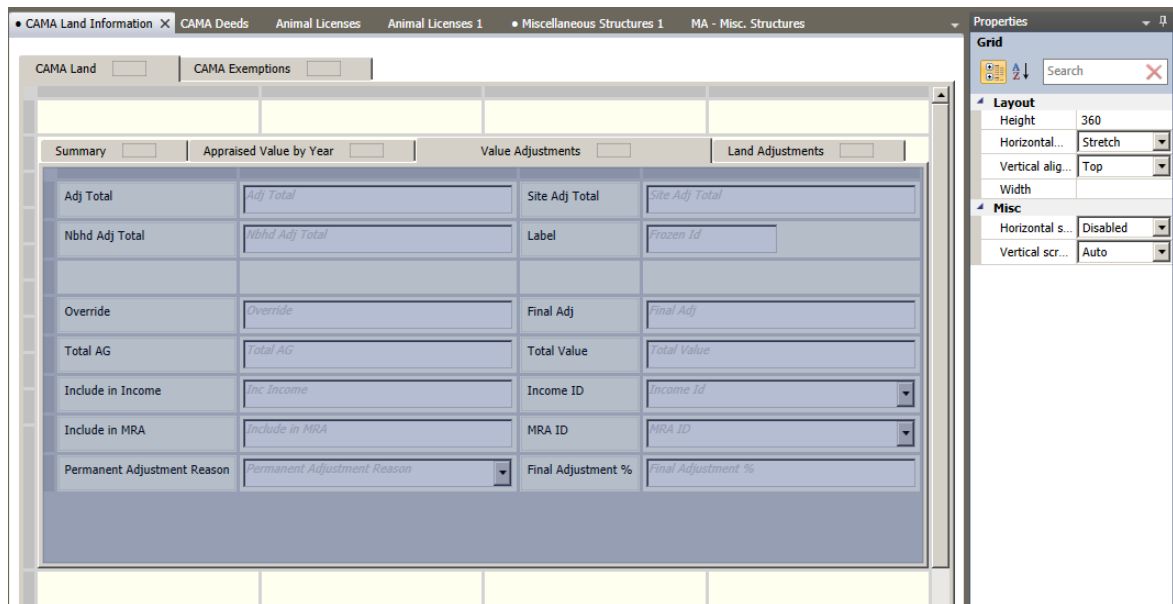 • CAMA Land Information X CAMA Deeds Animal Licenses Animal Licenses 1 • Miscellaneous Structures 1 MA - Misc. Structures
Properties
Grid
CAMA Land CAMA Exemptions
A Z Search
Layout
Height 360
Horizontal... Stretch
Vertical alig... Top
Width
Misc
Horizontal s... Disabled
Vertical scr... Auto
Summary Appraised Value by Year Value Adjustments Land Adjustments
Adj Total Adj Total Site Adj Total Site Adj Total
Nbhd Adj Total Nbhd Adj Total Label Frozen Id
Override Override Final Adj Final Adj
Total AG Total AG Total Value Total Value
Include in Income Inc Income Income ID Income Id
Include in MRA Include in MRA MRA ID MRA ID
Permanent Adjustment Reason Permanent Adjustment Reason Final Adjustment % Final Adjustment %